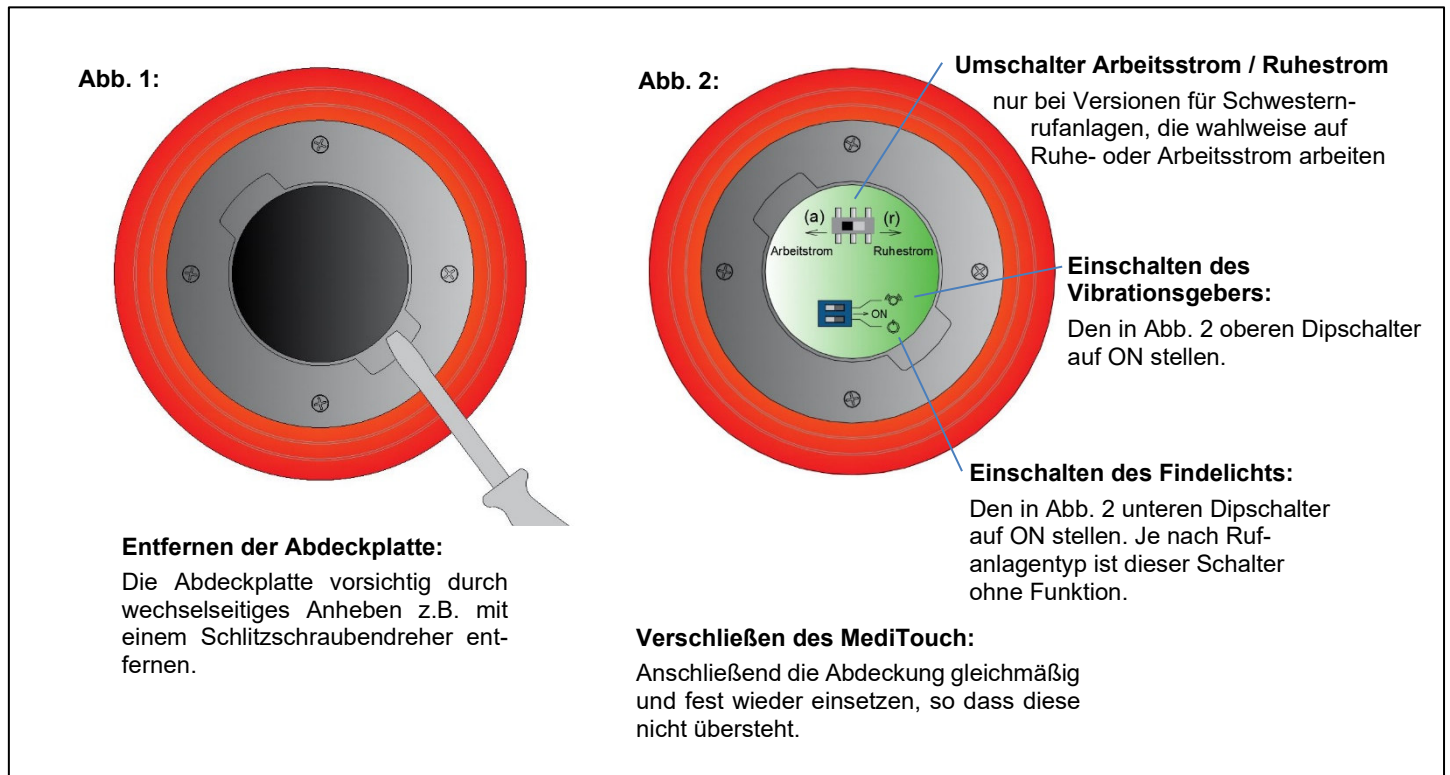 Abb. 1:
Entfernen der Abdeckplatte:
Die Abdeckplatte vorsichtig durch
wechselseitiges Anheben z.B. mit
einem Schlitzschraubendreher ent-
fernen.
Abb. 2:
Umschalter Arbeitsstrom / Ruhestrom
nur bei Versionen für Schwestern-
rufanlagen, die wahlweise auf
Ruhe- oder Arbeitsstrom arbeiten
(a)
(r)
Arbeitstrom
Ruhestrom
ON
Einschalten des
Vibrationsgebers:
Den in Abb. 2 oberen Dipschalter
auf ON stellen.
Einschalten des Findelichts:
Den in Abb. 2 unteren Dipschalter
auf ON stellen. Je nach Ruf-
anlagentyp ist dieser Schalter
ohne Funktion.
Verschließen des MediTouch:
Anschließend die Abdeckung gleichmäßig
und fest wieder einsetzen, so dass diese
nicht übersteht.